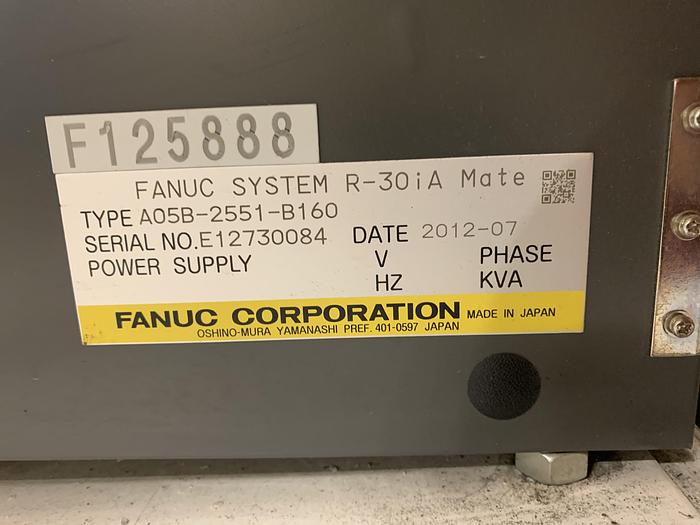 F125888
FANUC SYSTEM R-30iA Mate
TYPE A05B-2551-B160
SERIAL NO.E12730084 DATE 2012-07
POWER SUPPLY V PHASE
HZ KVA
FANUC CORPORATION MADE IN JAPAN
OSHINO-MURA YAMANASHI PREF. 401-0597 JAPAN